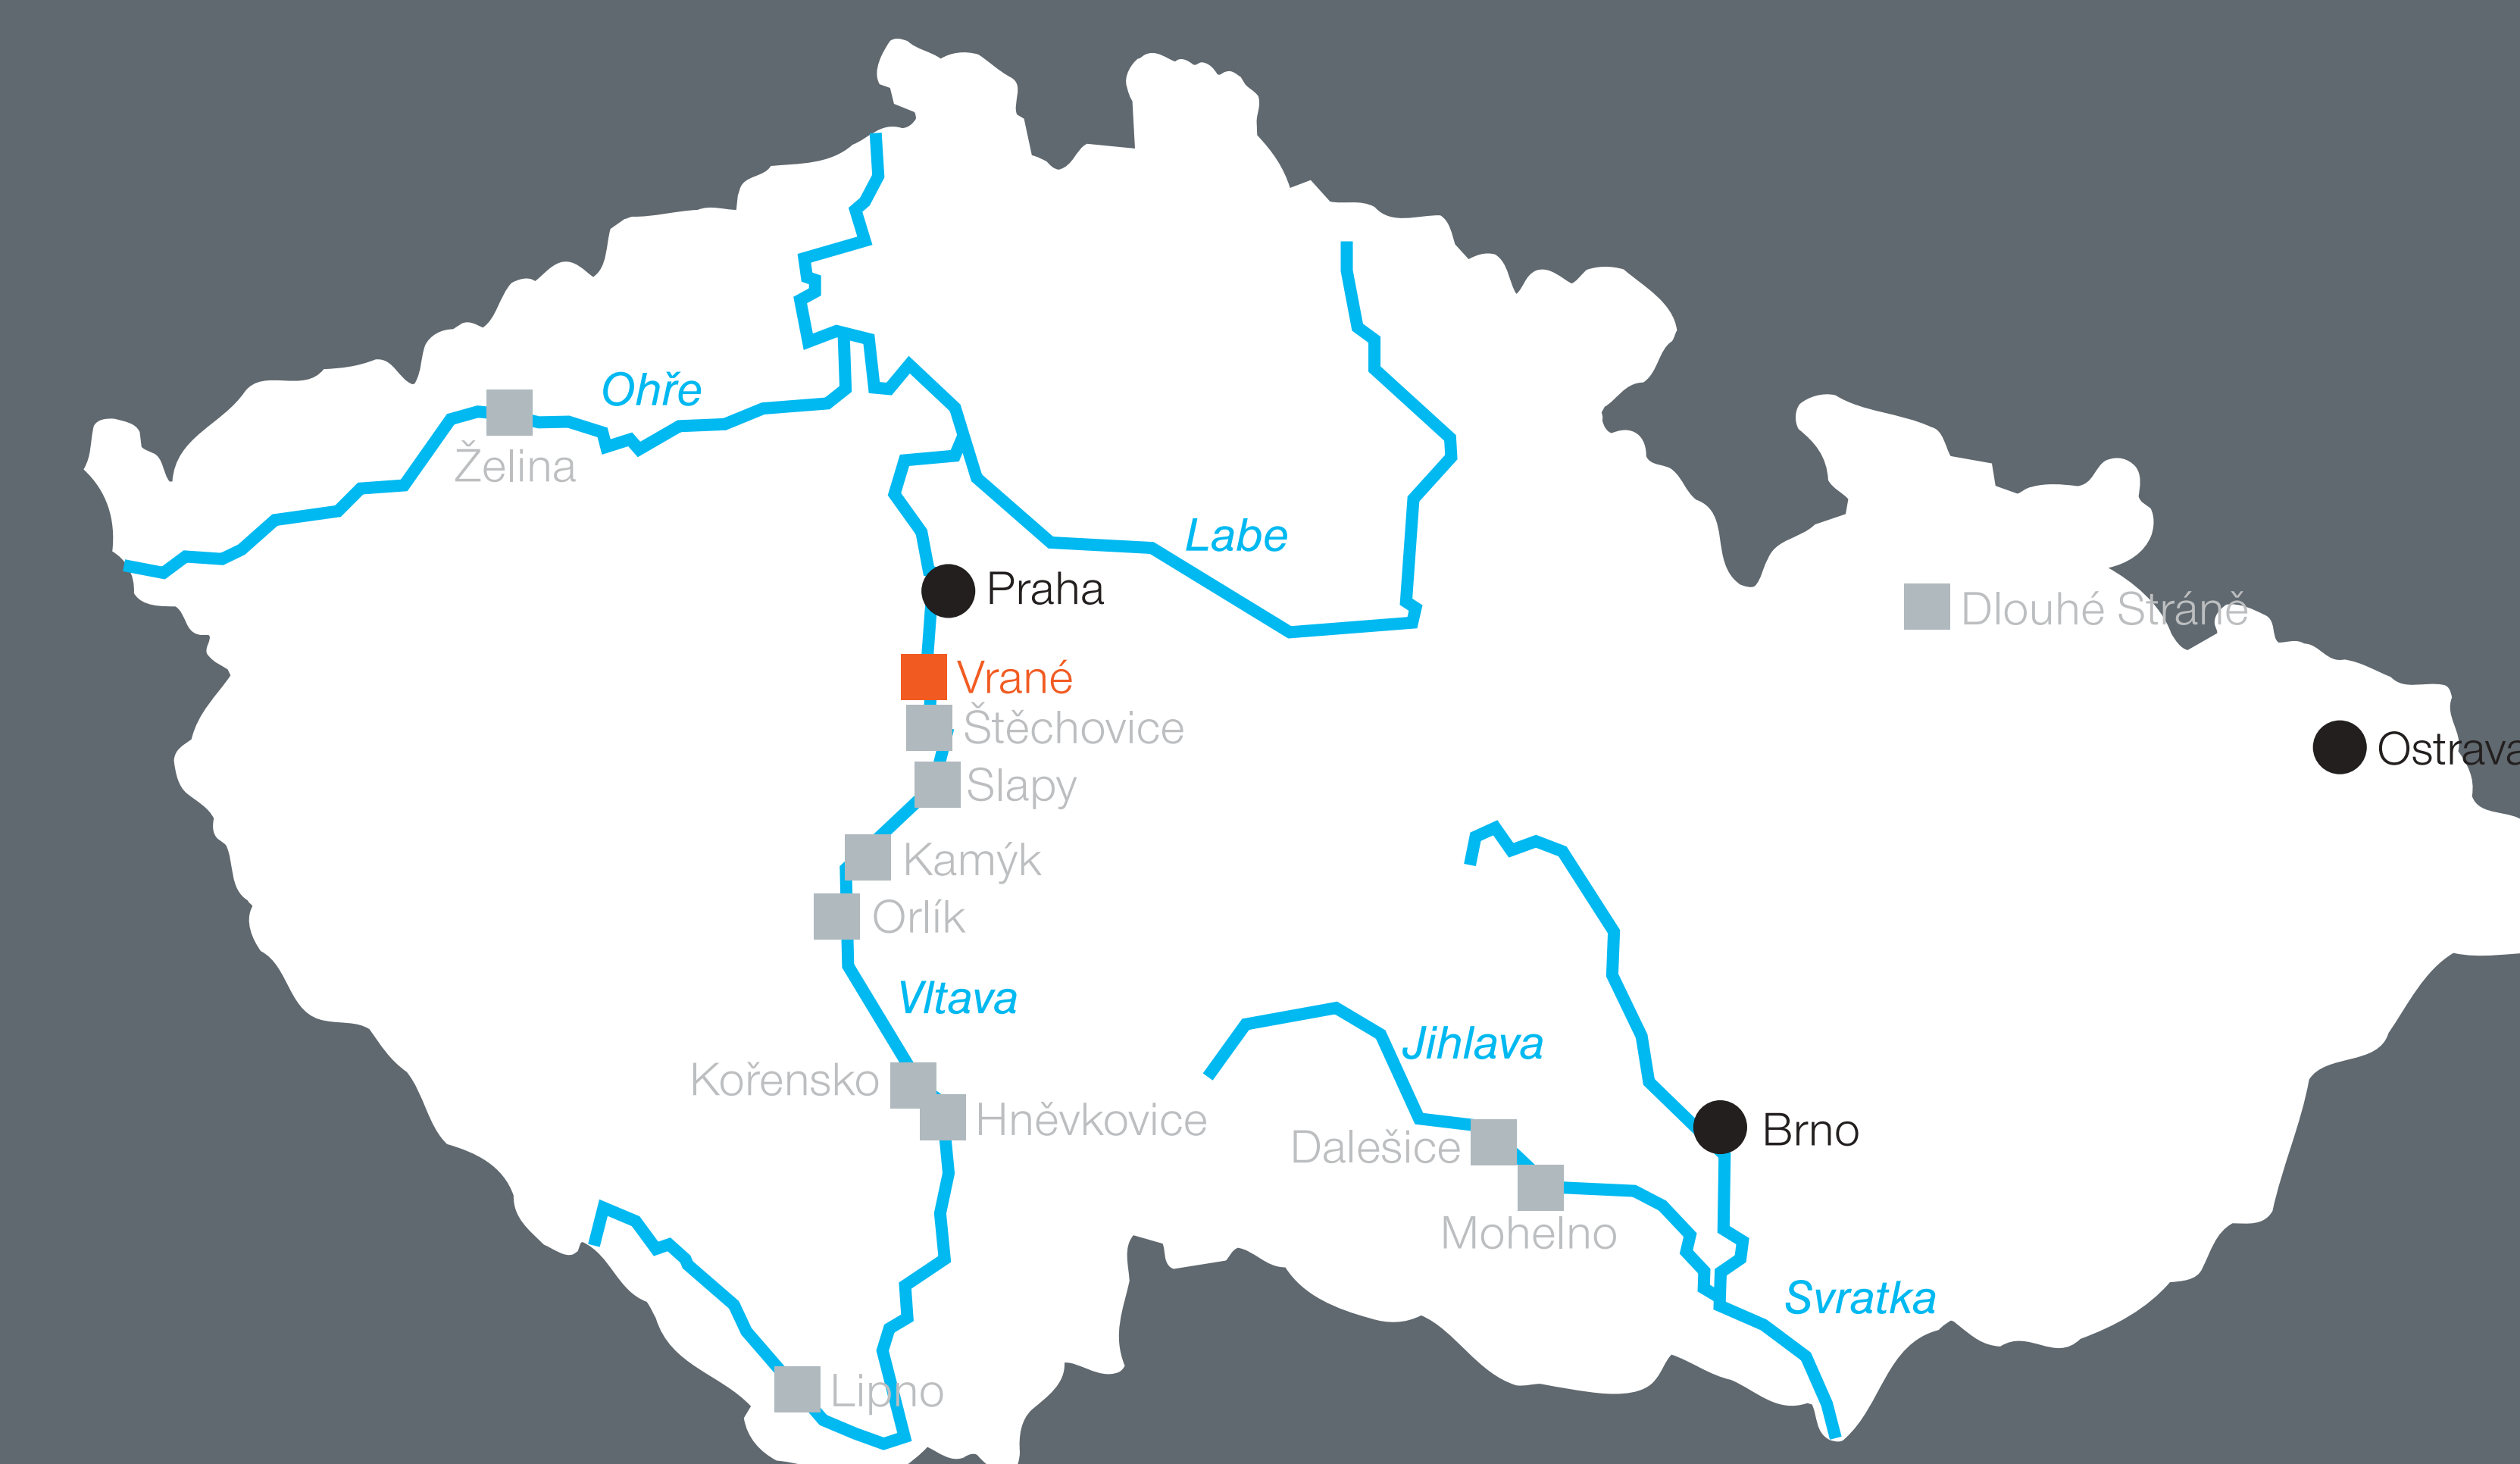 Ohře
Želina
Labe
Praha
Dlouhé Stráně
Vrané
Štěchovice
Ostrava
Slapy
Kamýk
Orlík
Vltava
Jihlava
Kořensko
Hněvkovice
Brno
Dalešice
Mohelno
Svratka
Lipno